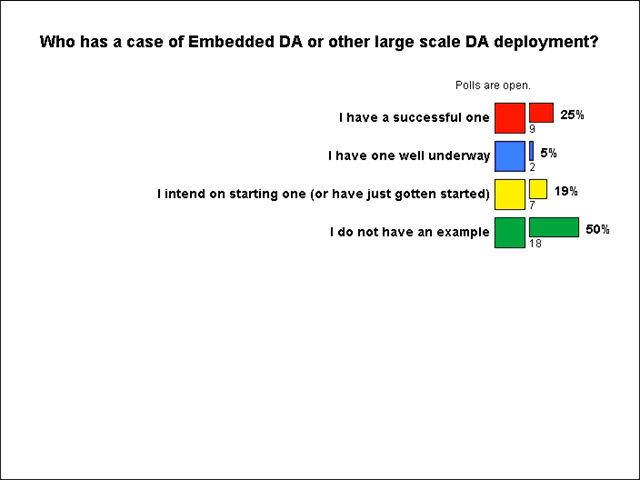 Who has a case of Embedded DA or other large scale DA deployment?
Polls are open.
I have a successful one 25%
9
I have one well underway 5%
2
I intend on starting one (or have just gotten started) 19%
7
I do not have an example 50%
18